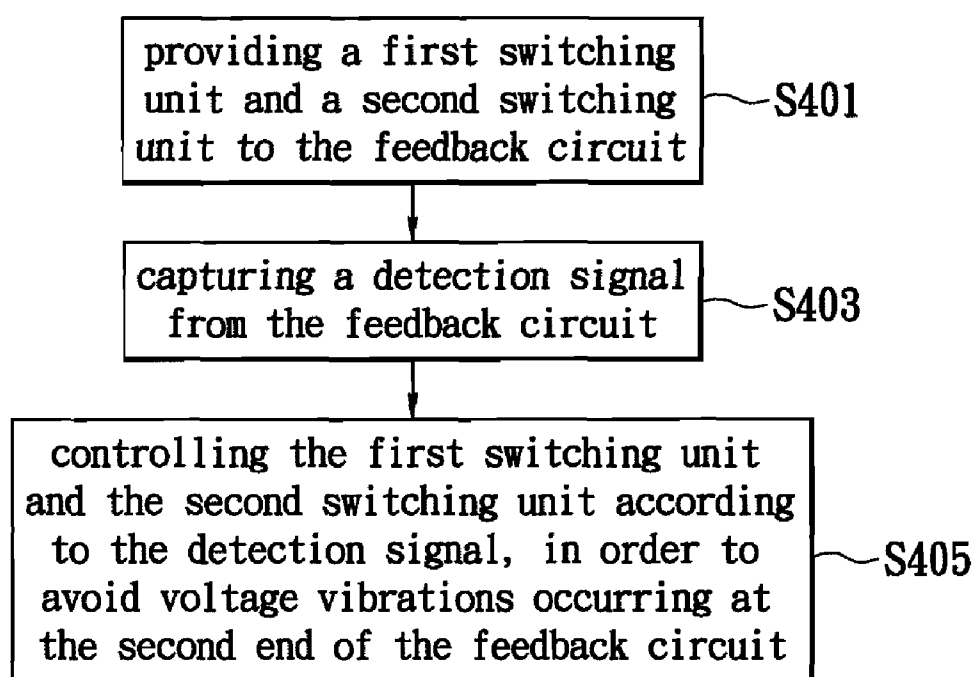 providing a first switching
unit and a second switching
unit to the feedback circuit
S401
capturing a detection signal
from the feedback circuit
S403
controlling the first switching unit
and the second switching unit according
to the detection signal, in order to
avoid voltage vibrations occurring at
the second end of the feedback circuit
S405